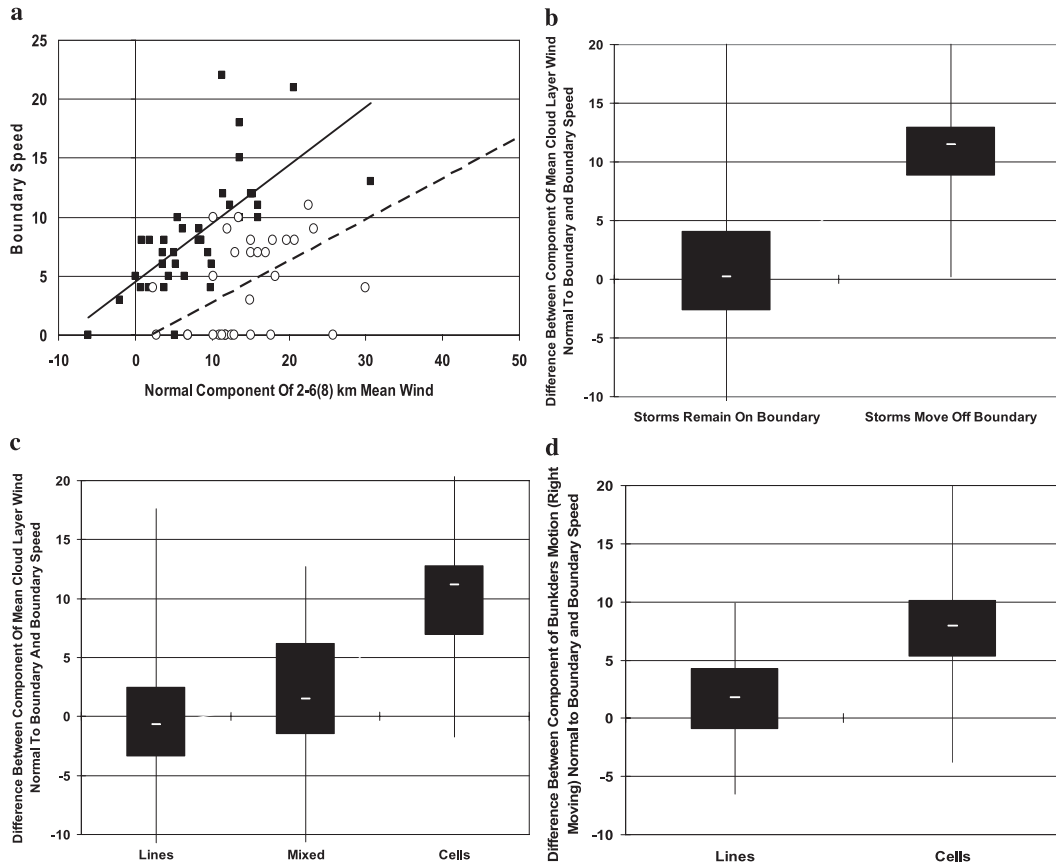 a
25
20
15
10
5
0
Boundary Speed
-10 0 10 20 30 40 50
Normal Component Of 2-6(8) km Mean Wind
b
20
15
10
5
0
-5
-10
Difference Between Component Of Mean Cloud Layer Wind
Normal To Boundary and Boundary Speed
Storms Remain On Boundary Storms Move Off Boundary
c
20
15
10
5
0
-5
-10
Difference Between Component Of Mean Cloud Layer Wind
Normal To Boundary And Boundary Speed
Lines Mixed Cells
d
20
15
10
5
0
-5
-10
Difference Between Component of Bunkders Motion (Right
Moving) Normal to Boundary and Boundary Speed
Lines Cells